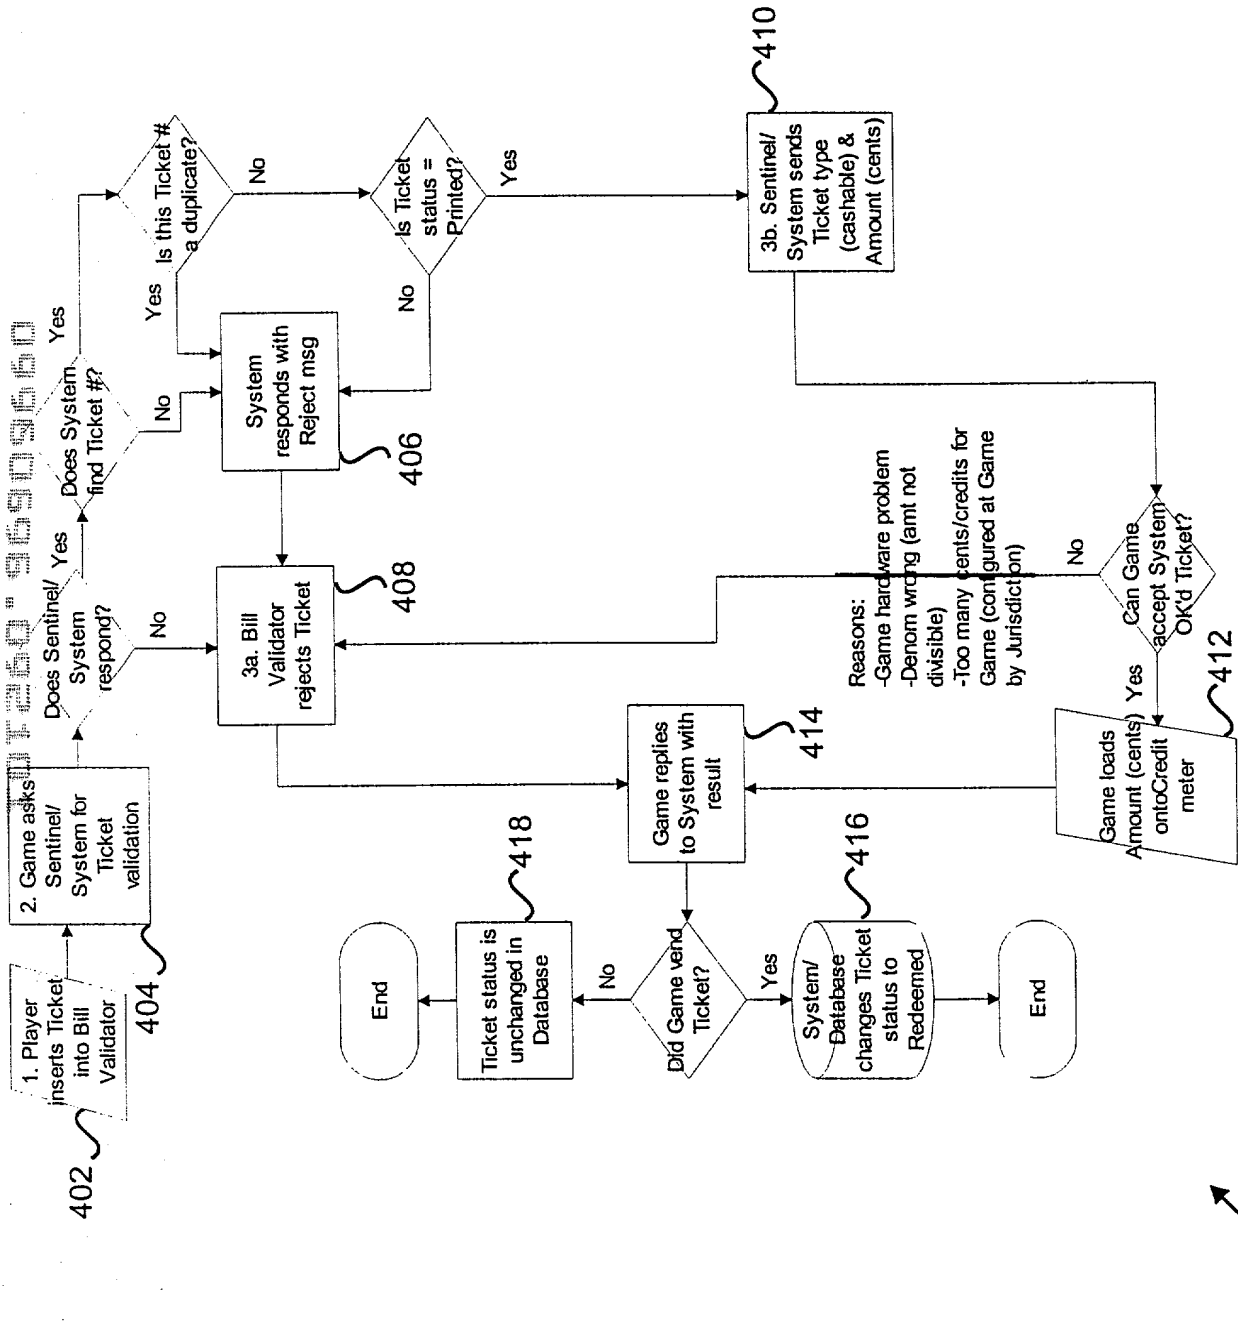 1. Player
inserts Ticket
into Bill
Validator
402
2. Game asks
Sentinel/
System for
Ticket
validation
404
Does Sentinel/
System
respond?
Yes
No
Does System
find Ticket #?
Yes
No
Is this Ticket #
a duplicate?
Yes
No
Is Ticket
status =
Printed?
No
Yes
System
responds with
Reject msg
406
3a. Bill
Validator
rejects Ticket
408
3b. Sentinel/
System sends
Ticket type
(cashable) &
Amount (cents)
410
Can Game
accept System
OK'd Ticket?
No
Yes
Reasons:
-Game hardware problem
-Denom wrong (amt not
divisible)
-Too many cents/credits for
Game (configured at Game
by Jurisdiction)
Game loads
Amount (cents)
ontoCredit
meter
412
Game replies
to System with
result
414
Did Game vend
Ticket?
No
Yes
Ticket status is
unchanged in
Database
418
End
System/
Database
changes Ticket
status to
Redeemed
416
End